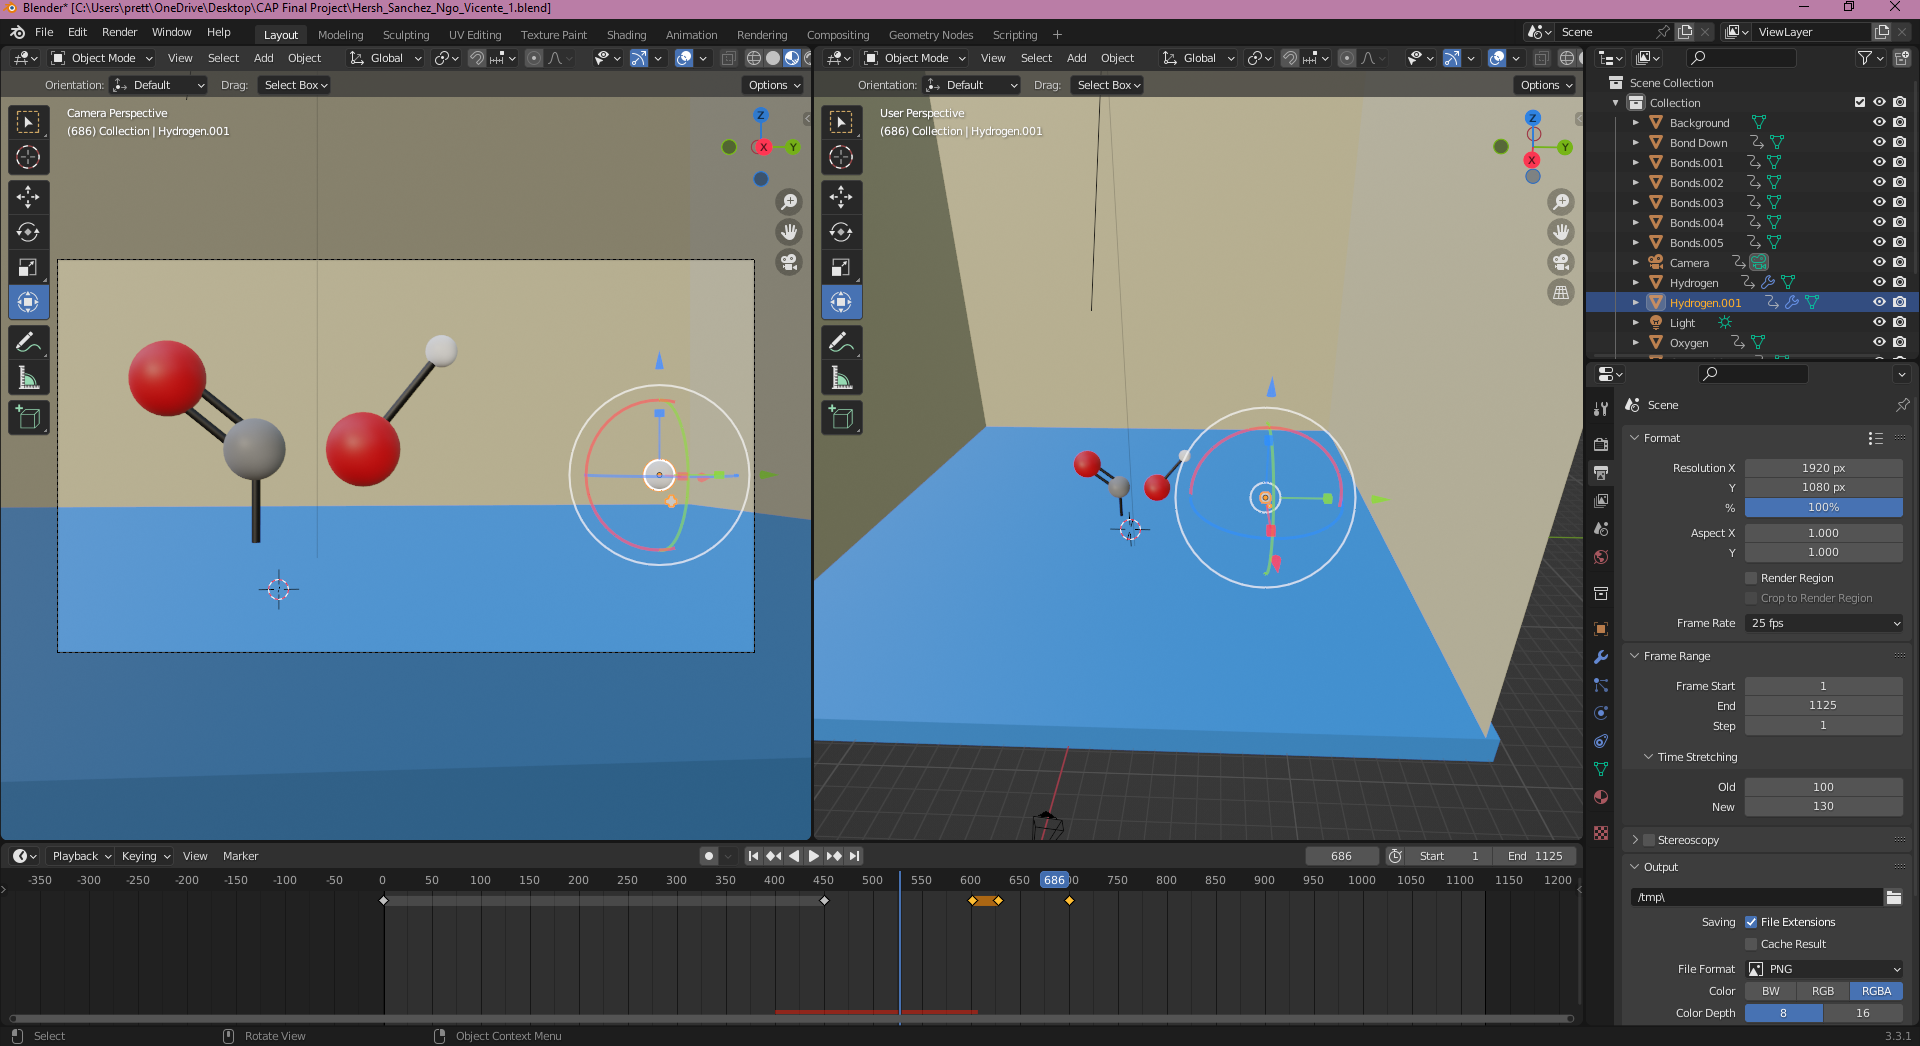 Blender* [C:\Users\prett\OneDrive\Desktop\CAP Final Project\Hersh_Sanchez_Ngo_Vicente_1.blend]
File Edit Render Window Help Layout Modeling Sculpting UV Editing Texture Paint Shading Animation Rendering Compositing Geometry Nodes Scripting + Scene ViewLayer
Object Mode View Select Add Object Global
Object Mode View Select Add Object Global
Orientation: Default Drag: Select Box Options
Orientation: Default Drag: Select Box Options
Camera Perspective
(686) Collection | Hydrogen.001
Z
X
Y
User Perspective
(686) Collection | Hydrogen.001
Z
Y
X
Scene Collection
Collection
Background
Bond Down
Bonds.001
Bonds.002
Bonds.003
Bonds.004
Bonds.005
Camera
Hydrogen
Hydrogen.001
Light
Oxygen
Scene
Format
Resolution X 1920 px
Y 1080 px
% 100%
Aspect X 1.000
Y 1.000
Render Region
Crop to Render Region
Frame Rate 25 fps
Frame Range
Frame Start 1
End 1125
Step 1
Time Stretching
Old 100
New 130
Stereoscopy
Output
/tmp\
Saving File Extensions
Cache Result
File Format PNG
Color BW RGB RGBA
Color Depth 8 16
Playback Keying View Marker 686 Start 1 End 1125
-350 -300 -250 -200 -150 -100 -50 0 50 100 150 200 250 300 350 400 450 500 550 600 650 686 750 800 850 900 950 1000 1050 1100 1150 1200
Select Rotate View Object Context Menu 3.3.1